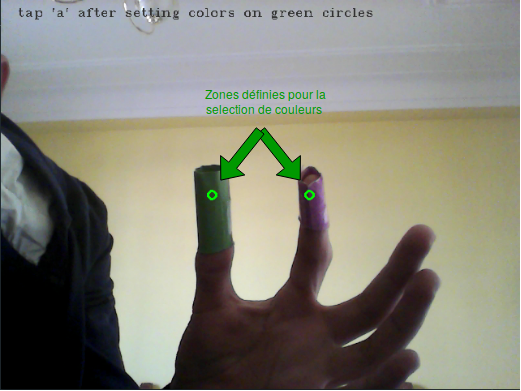 tap 'a' after setting colors on green circles
Zones définies pour la
selection de couleurs